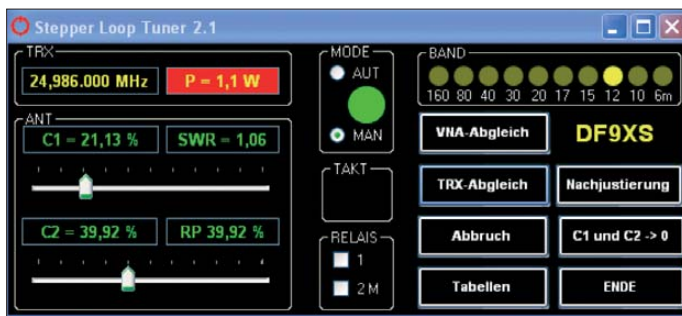 Stepper Loop Tuner 2.1
TRX
24,986.000 MHz
P = 1,1 W
ANT
C1 = 21,13 %
SWR = 1,06
C2 = 39,92 %
RP 39,92 %
MODE
AUT
MAN
TAKT
RELAIS
1
2 M
BAND
160 80 40 30 20 17 15 12 10 6m
VNA-Abgleich
DF9XS
TRX-Abgleich
Nachjustierung
Abbruch
C1 und C2 -> 0
Tabellen
ENDE